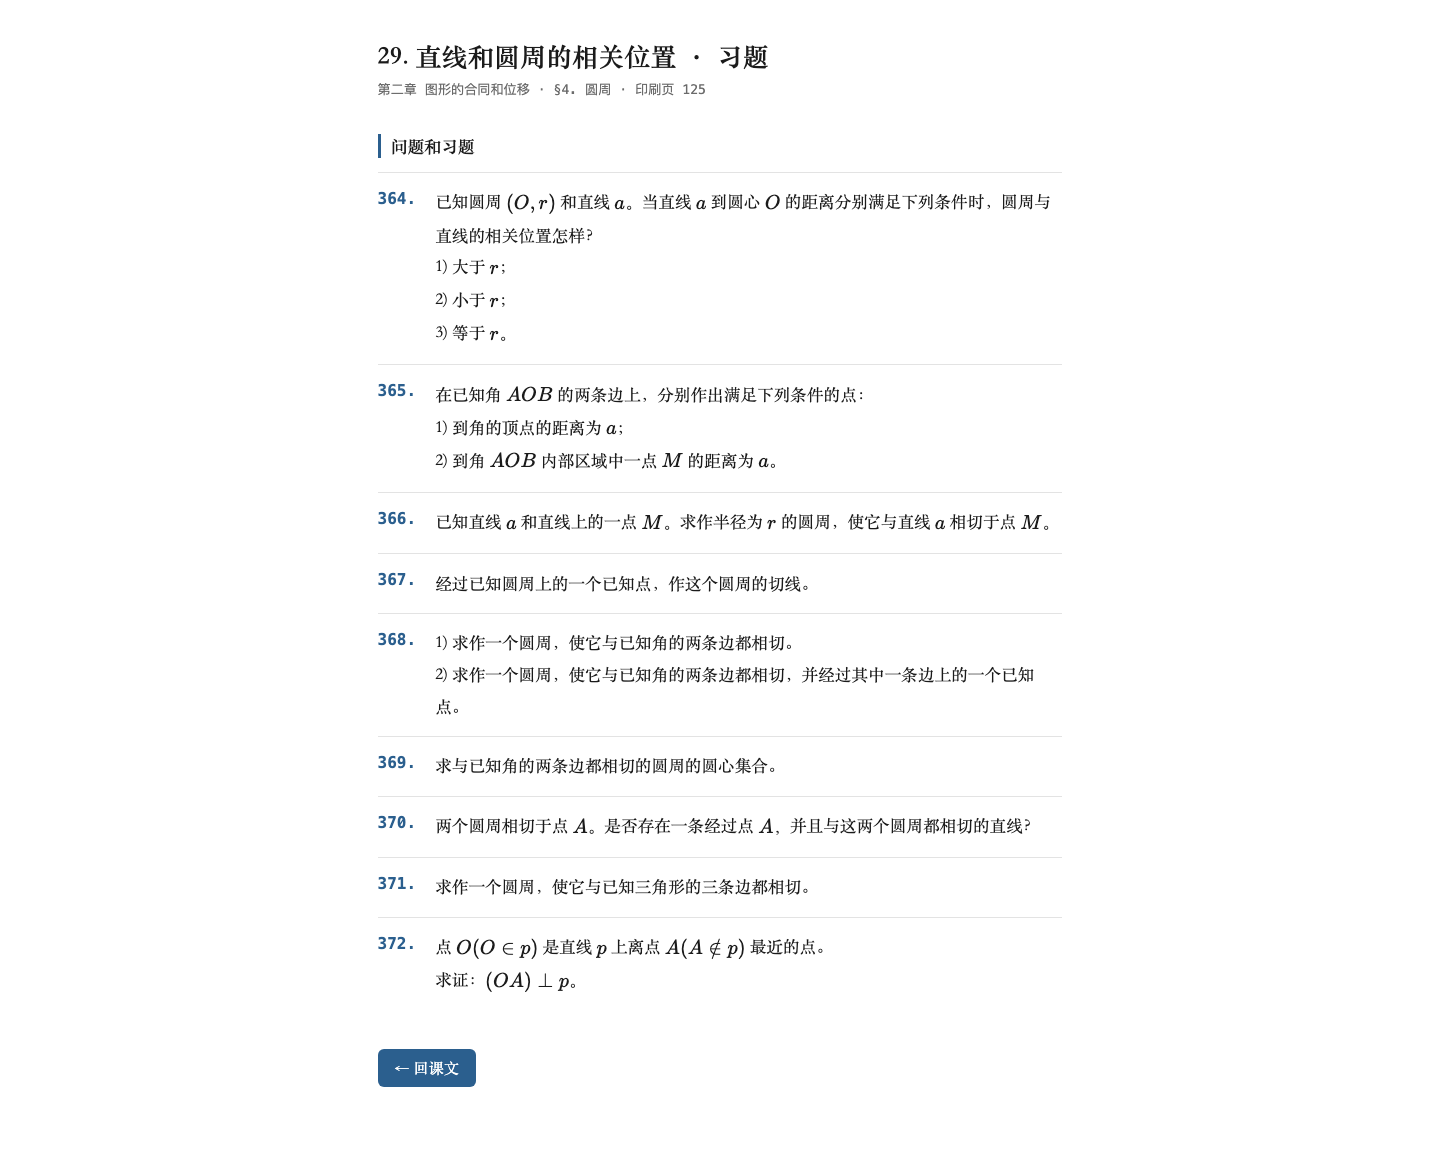 29. 直线和圆周的相关位置 · 习题
第二章 图形的合同和位移 · §4. 圆周 · 印刷页 125
问题和习题
364. 已知圆周 (O, r) 和直线 a。当直线 a 到圆心 O 的距离分别满足下列条件时，圆周与
直线的相关位置怎样？
1) 大于 r；
2) 小于 r；
3) 等于 r。
365. 在已知角 AOB 的两条边上，分别作出满足下列条件的点：
1) 到角的顶点的距离为 a；
2) 到角 AOB 内部区域中一点 M 的距离为 a。
366. 已知直线 a 和直线上的一点 M。求作半径为 r 的圆周，使它与直线 a 相切于点 M。
367. 经过已知圆周上的一个已知点，作这个圆周的切线。
368. 1) 求作一个圆周，使它与已知角的两条边都相切。
2) 求作一个圆周，使它与已知角的两条边都相切，并经过其中一条边上的一个已知
点。
369. 求与已知角的两条边都相切的圆周的圆心集合。
370. 两个圆周相切于点 A。是否存在一条经过点 A，并且与这两个圆周都相切的直线？
371. 求作一个圆周，使它与已知三角形的三条边都相切。
372. 点 O(O ∈ p) 是直线 p 上离点 A(A ∉ p) 最近的点。
求证：(OA) ⊥ p。
← 回课文